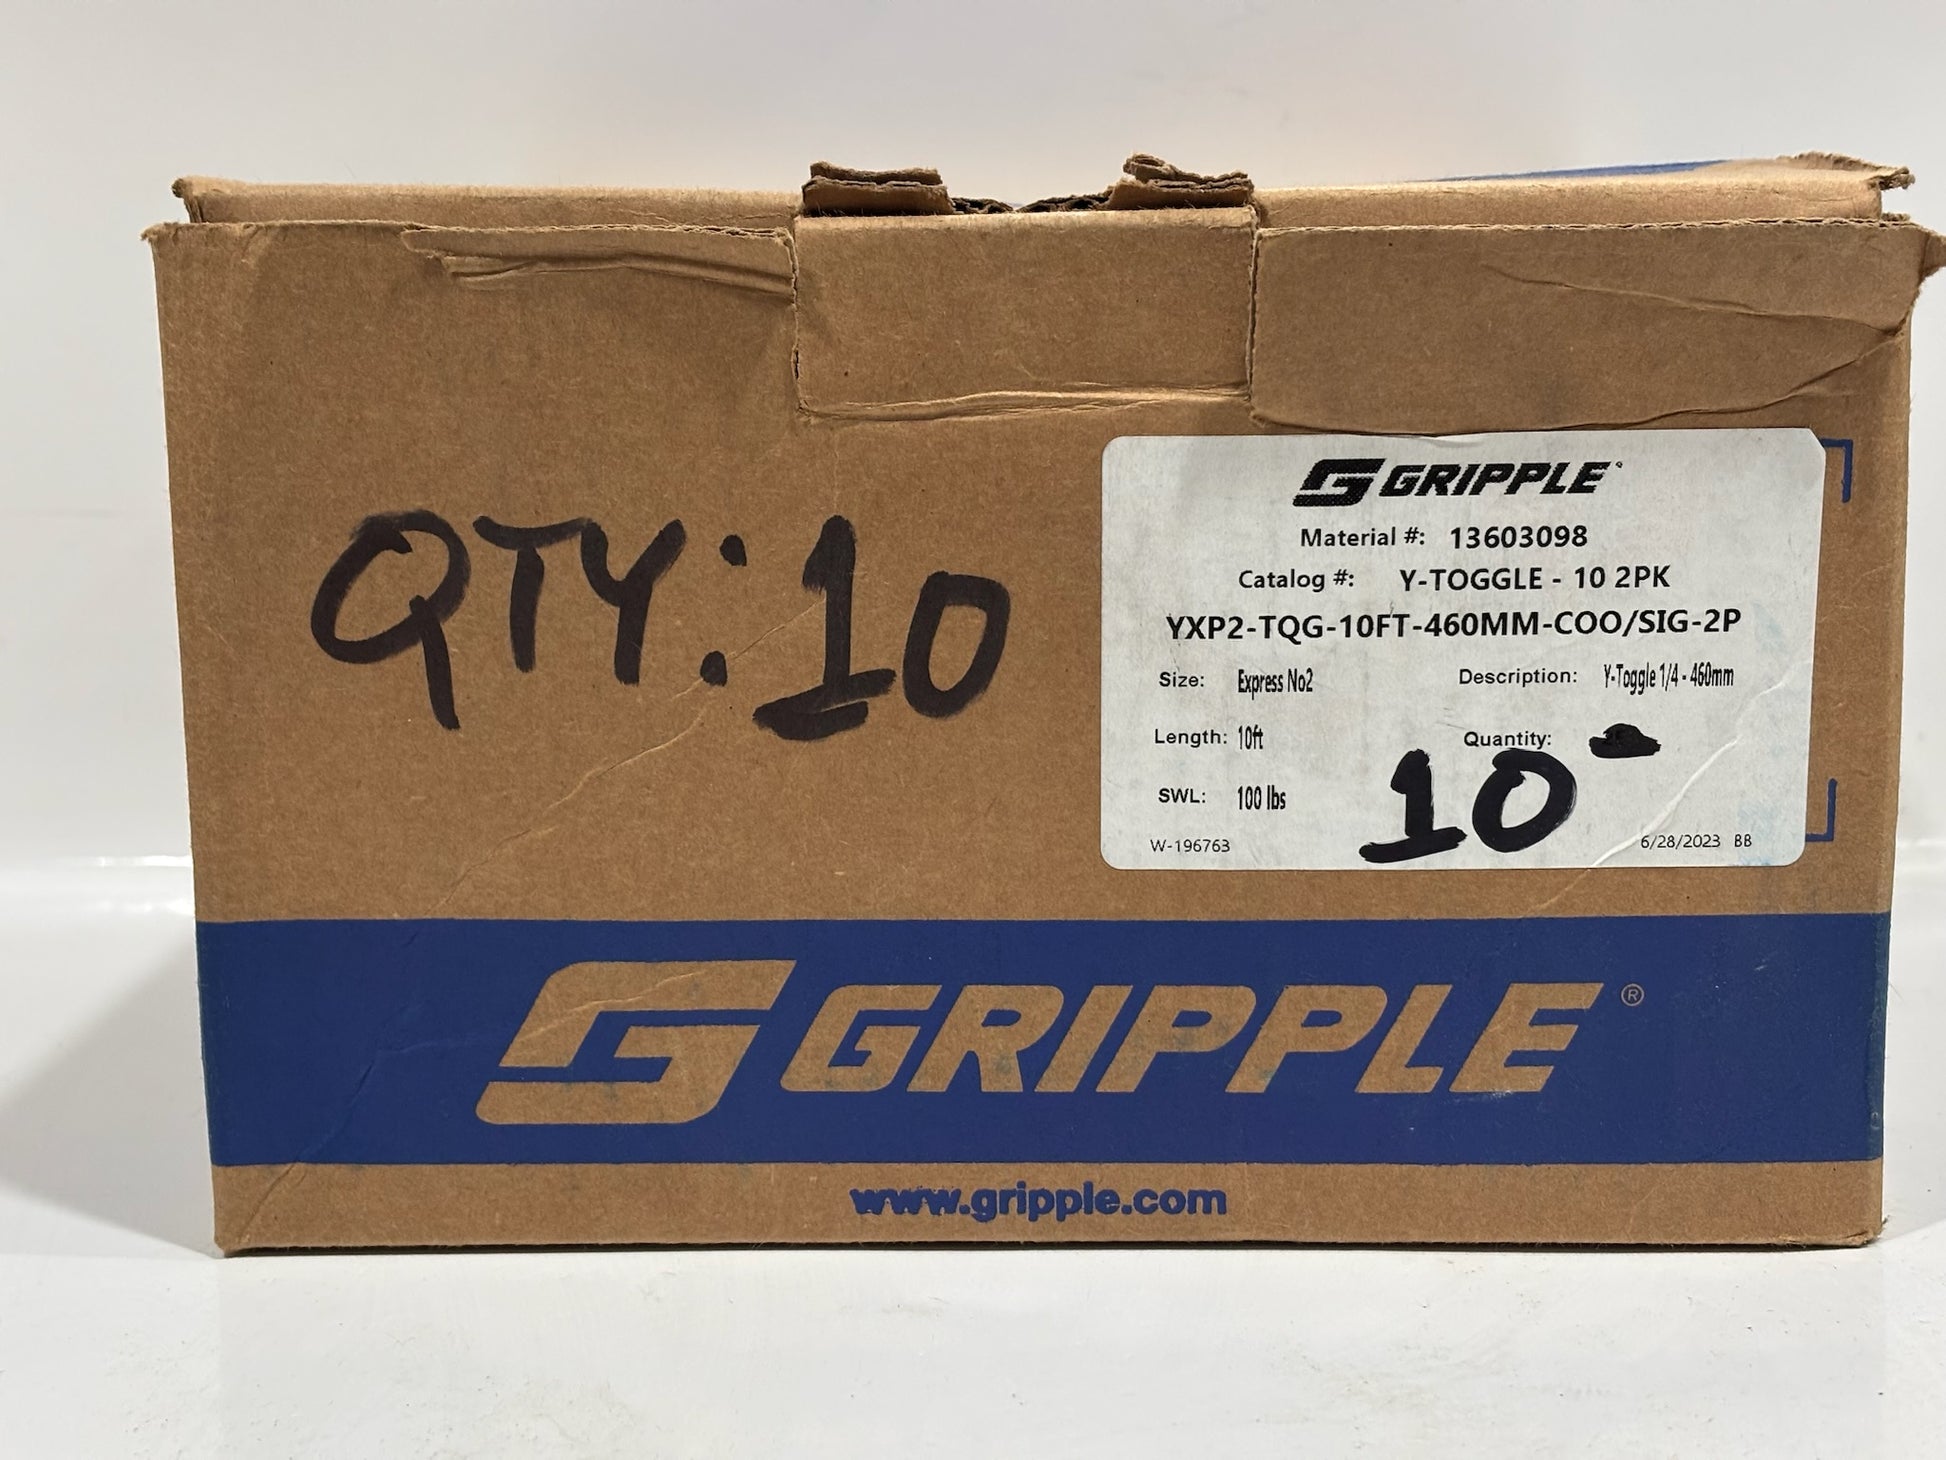 QTY: 10
GRIPPLE
Material #: 13603098
Catalog #: Y-TOGGLE - 10 2PK
YXP2-TQG-10FT-460MM-COO/SIG-2P
Size: Express No2 Description: Y-Toggle 1/4 - 460mm
Length: 10ft Quantity:
10
SWL: 100 lbs
W-196763 6/28/2023 BB
GRIPPLE®
www.gripple.com